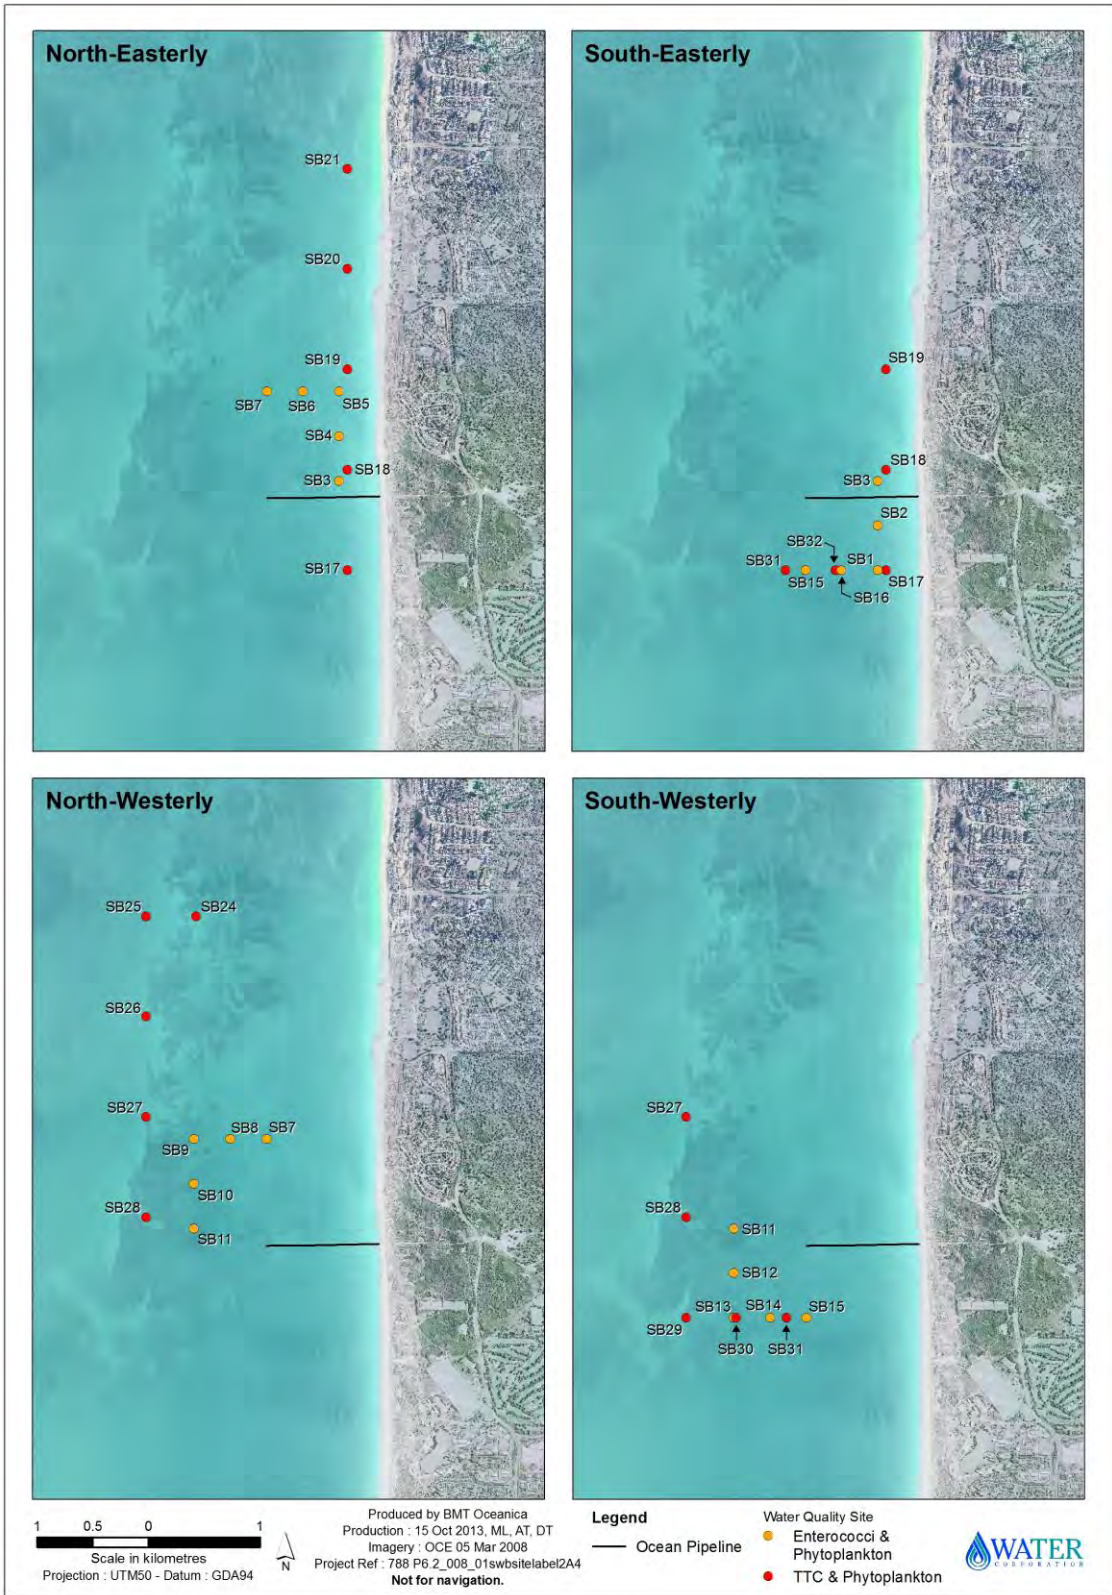 North-Easterly
SB21
SB20
SB19
SB7
SB6
SB5
SB4
SB18
SB3
SB17
South-Easterly
SB19
SB18
SB3
SB2
SB32
SB31
SB1
SB15
SB17
SB16
North-Westerly
SB25
SB24
SB26
SB27
SB8
SB7
SB9
SB10
SB28
SB11
South-Westerly
SB27
SB28
SB11
SB12
SB13
SB14
SB15
SB29
SB30
SB31
1 0.5 0 1
Scale in kilometres
Projection : UTM50 - Datum : GDA94
N
Produced by BMT Oceanica
Production : 15 Oct 2013, ML, AT, DT
Imagery : OCE 05 Mar 2008
Project Ref : 788 P6.2_008_01swbsitelabel2A4
Not for navigation.
Legend
Ocean Pipeline
Water Quality Site
Enterococci &
Phytoplankton
TTC & Phytoplankton
WATER
CORPORATION